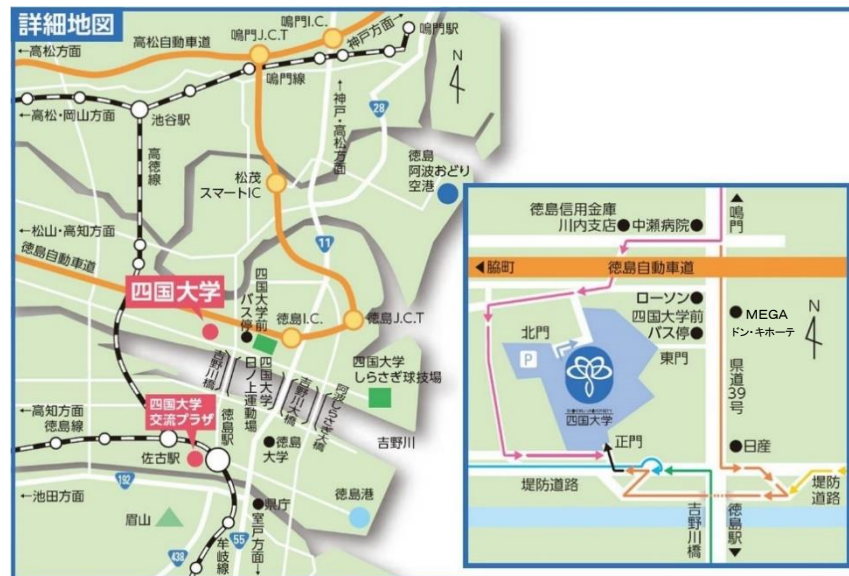 詳細地図
鳴門I.C.
鳴門J.C.T
神戸方面→
鳴門駅
←高松方面
高松自動車道
鳴門線
N
←高松・岡山方面
池谷駅
28
←神戸・高松方面
高徳線
松茂
スマートIC
徳島
阿波おどり
空港
←松山・高知方面
徳島自動車道
11
四国大学
四国大学前
バス停
徳島I.C.
徳島J.C.T
吉野川橋
四国大学
日ノ上運動場
吉野川大橋
阿波しらさぎ大橋
四国大学
しらさぎ球技場
吉野川
←高知方面
徳島線
四国大学
交流プラザ
徳島駅
佐古駅
徳島
大学
192
←池田方面
県庁
徳島港
眉山
室戸方面→
55
438
牟岐線
徳島信用金庫
川内支店
中瀬病院
▲鳴門
◀脇町
徳島自動車道
ローソン
四国大学前
バス停
MEGA
ドン・キホーテ
N
北門
P
東門
県道39号
四国大学
正門
日産
堤防道路
堤防
道路
吉野川橋
徳島駅▼